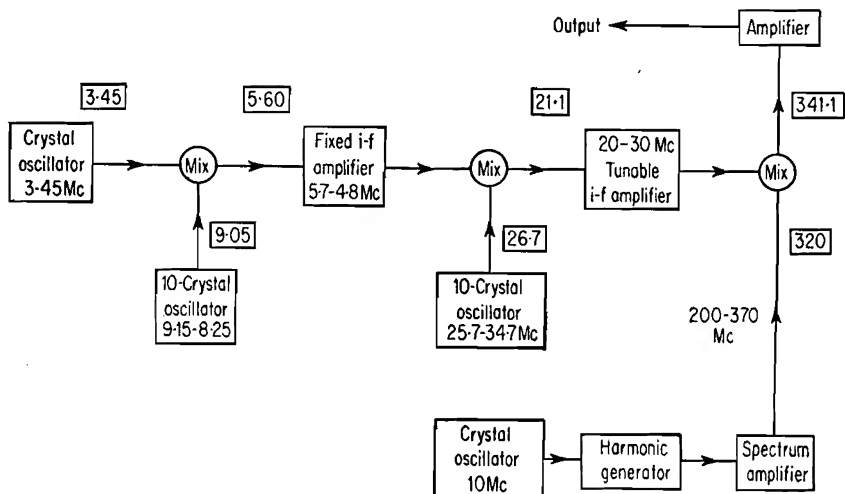 Output
Amplifier
3·45
5·60
21·1
341·1
Crystal
oscillator
3·45Mc
Mix
Fixed i-f
amplifier
5·7-4·8Mc
Mix
20-30 Mc
Tunable
i-f amplifier
Mix
9·05
26·7
320
10-Crystal
oscillator
9·15-8·25
10-Crystal
oscillator
25·7-34·7Mc
200-370
Mc
Crystal
oscillator
10Mc
Harmonic
generator
Spectrum
amplifier